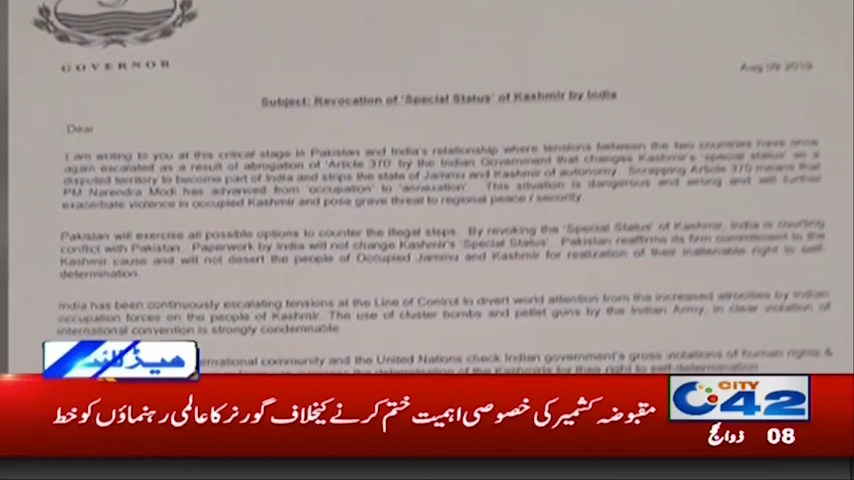 GOVERNOR
Aug 09 2019
Subject: Revocation of 'Special Status' of Kashmir by India
Dear
I am writing to you at this critical stage in Pakistan and India's relationship where tensions between the two countries have once
again escalated as a result of abrogation of 'Article 370' by the Indian Government that changes Kashmir's 'special status' as a
disputed territory to become part of India and strips the state of Jammu and Kashmir of autonomy. Scrapping Article 370 means that
PM Narendra Modi has advanced from 'occupation' to 'annexation'. This situation is dangerous and wrong and will further
exacerbate violence in occupied Kashmir and pose grave threat to regional peace / security.
Pakistan will exercise all possible options to counter the illegal steps. By revoking the 'Special Status' of Kashmir, India is courting
conflict with Pakistan. Paperwork by India will not change Kashmir's 'Special Status'. Pakistan reaffirms its firm commitment to the
Kashmir cause and will not desert the people of Occupied Jammu and Kashmir for realization of their inalienable right to self-
determination.
India has been continuously escalating tensions at the Line of Control to divert world attention from the increased atrocities by Indian
occupation forces on the people of Kashmir. The use of cluster bombs and pellet guns by the Indian Army, in clear violation of
international convention is strongly condemnable
international community and the United Nations check Indian government's gross violations of human rights &
the determination of the Kashmiris for their right to self-determination
ہیڈ لائنز
مقبوضہ کشمیر کی خصوصی اہمیت ختم کرنے کیخلاف گورنر کا عالمی رہنماؤں کو خط
CITY
42
08 ذوالحج